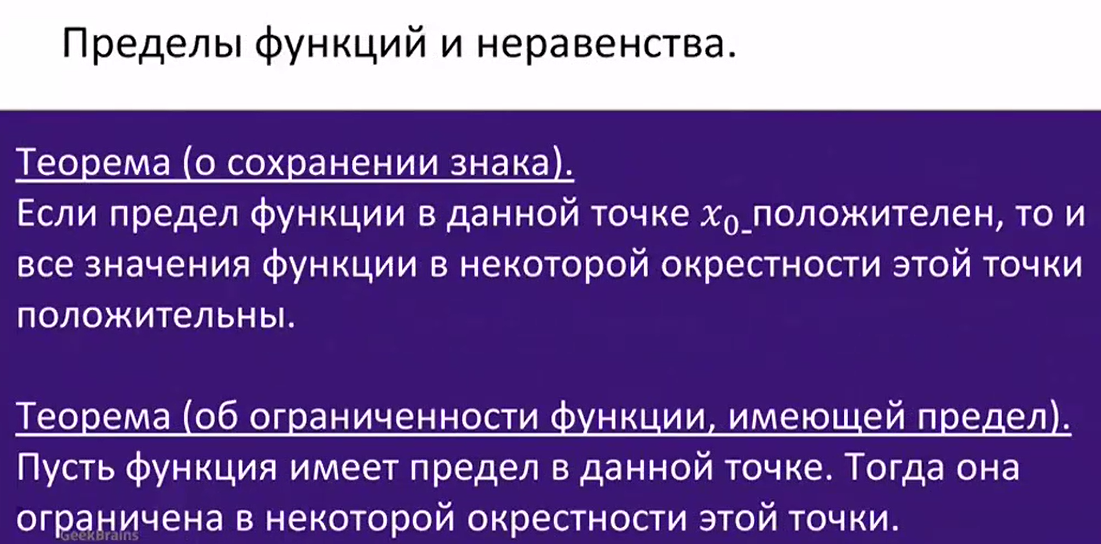 Пределы функций и неравенства.
Теорема (о сохранении знака).
Если предел функции в данной точке x₀ положителен, то и
все значения функции в некоторой окрестности этой точки
положительны.
Теорема (об ограниченности функции, имеющей предел).
Пусть функция имеет предел в данной точке. Тогда она
ограничена в некоторой окрестности этой точки.
GeekBrains